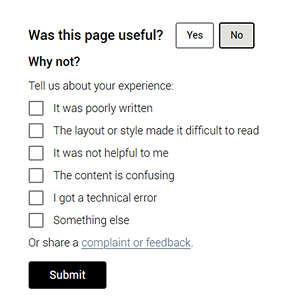 Was this page useful? Yes No
Why not?
Tell us about your experience:
It was poorly written
The layout or style made it difficult to read
It was not helpful to me
The content is confusing
I got a technical error
Something else
Or share a complaint or feedback.
Submit